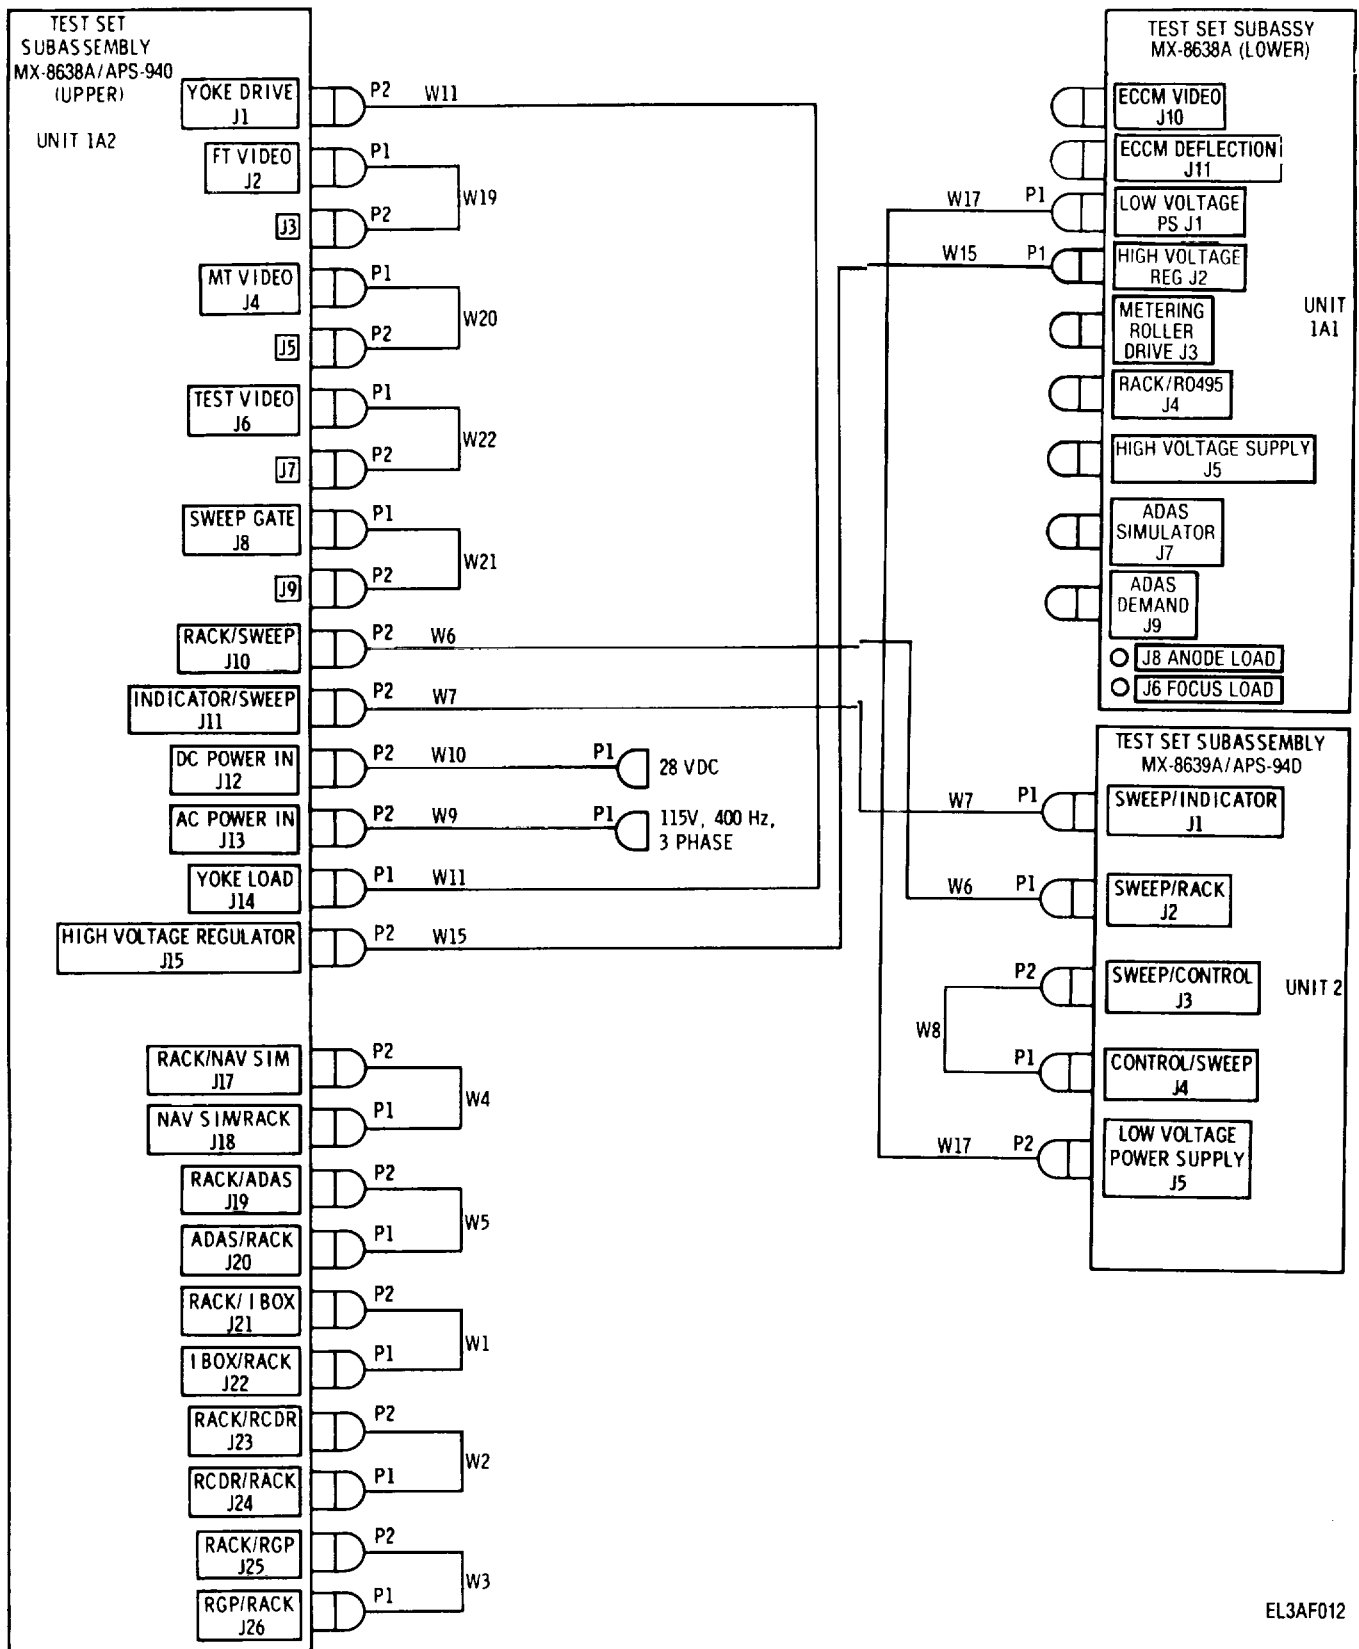 TEST SET
SUBASSEMBLY
MX-8638A/APS-940
(UPPER)
UNIT 1A2
YOKE DRIVE
J1
P2
W11
FT VIDEO
J2
P1
W19
J3
P2
MT VIDEO
J4
P1
W20
J5
P2
TEST VIDEO
J6
P1
W22
J7
P2
SWEEP GATE
J8
P1
W21
J9
P2
RACK/SWEEP
J10
P2
W6
INDICATOR/SWEEP
J11
P2
W7
DC POWER IN
J12
P2
W10
P1
28 VDC
AC POWER IN
J13
P2
W9
P1
115V, 400 Hz,
3 PHASE
YOKE LOAD
J14
P1
W11
HIGH VOLTAGE REGULATOR
J15
P2
W15
RACK/NAV SIM
J17
P2
W4
NAV SIM/RACK
J18
P1
RACK/ADAS
J19
P2
W5
ADAS/RACK
J20
P1
RACK/ I BOX
J21
P2
W1
I BOX/RACK
J22
P1
RACK/RCDR
J23
P2
W2
RCDR/RACK
J24
P1
RACK/RGP
J25
P2
W3
RGP/RACK
J26
P1
TEST SET SUBASSY
MX-8638A (LOWER)
ECCM VIDEO
J10
ECCM DEFLECTION
J11
W17
P1
LOW VOLTAGE
PS J1
W15
P1
HIGH VOLTAGE
REG J2
UNIT
1A1
METERING
ROLLER
DRIVE J3
RACK/RO495
J4
HIGH VOLTAGE SUPPLY
J5
ADAS
SIMULATOR
J7
ADAS
DEMAND
J9
J8 ANODE LOAD
J6 FOCUS LOAD
TEST SET SUBASSEMBLY
MX-8639A/APS-94D
W7
P1
SWEEP/INDICATOR
J1
W6
P1
SWEEP/RACK
J2
P2
SWEEP/CONTROL
J3
UNIT 2
W8
P1
CONTROL/SWEEP
J4
W17
P2
LOW VOLTAGE
POWER SUPPLY
J5
EL3AF012